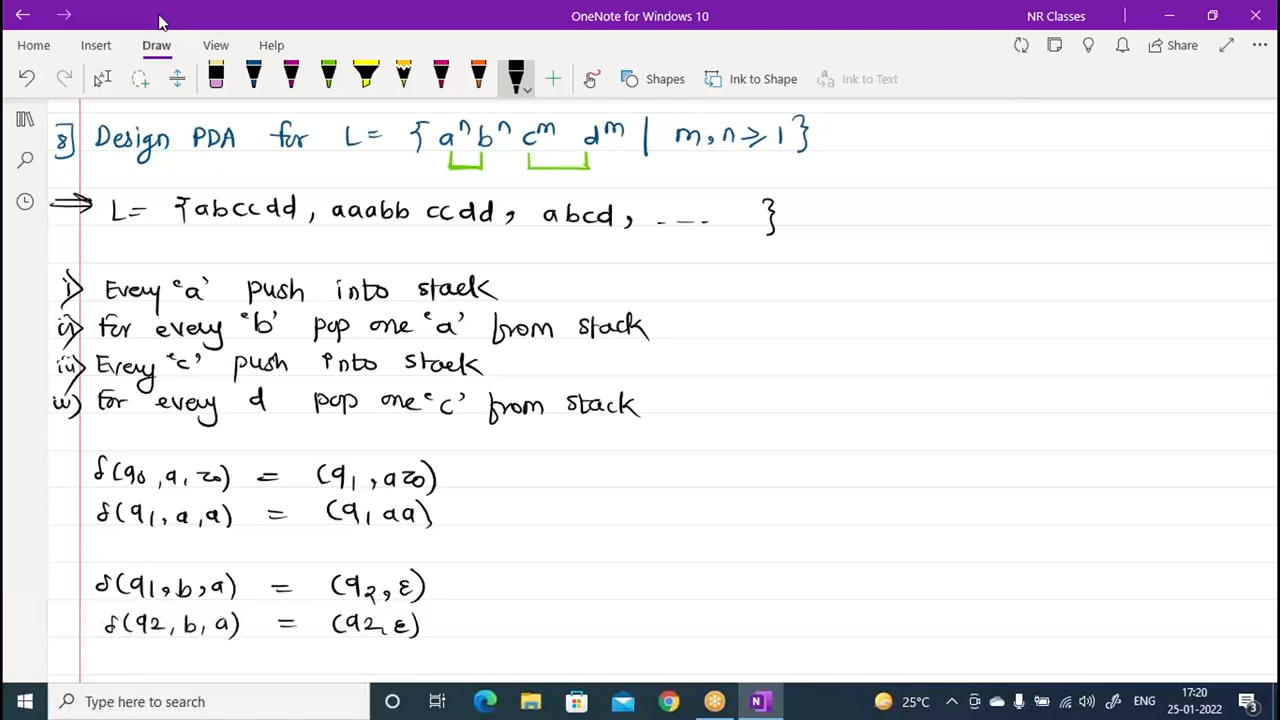 OneNote for Windows 10
NR Classes
Home Insert Draw View Help
Share
Shapes
Ink to Shape
Ink to Text
8] Design PDA for L = { aⁿ bⁿ cᵐ dᵐ | m, n ≥ 1 }
⇒ L = { abccdd, aaabb ccdd, abcd, .... }
i) Every 'a' push into stack
ii) for every 'b' pop one 'a' from stack
iii) Every 'c' push into stack
iv) for every d pop one 'c' from stack
δ(q0, a, z0) = (q1, az0)
δ(q1, a, a) = (q1 aa)
δ(q1, b, a) = (q2, ε)
δ(q2, b, a) = (q2, ε)
Type here to search
25°C
ENG
17:20
25-01-2022
3